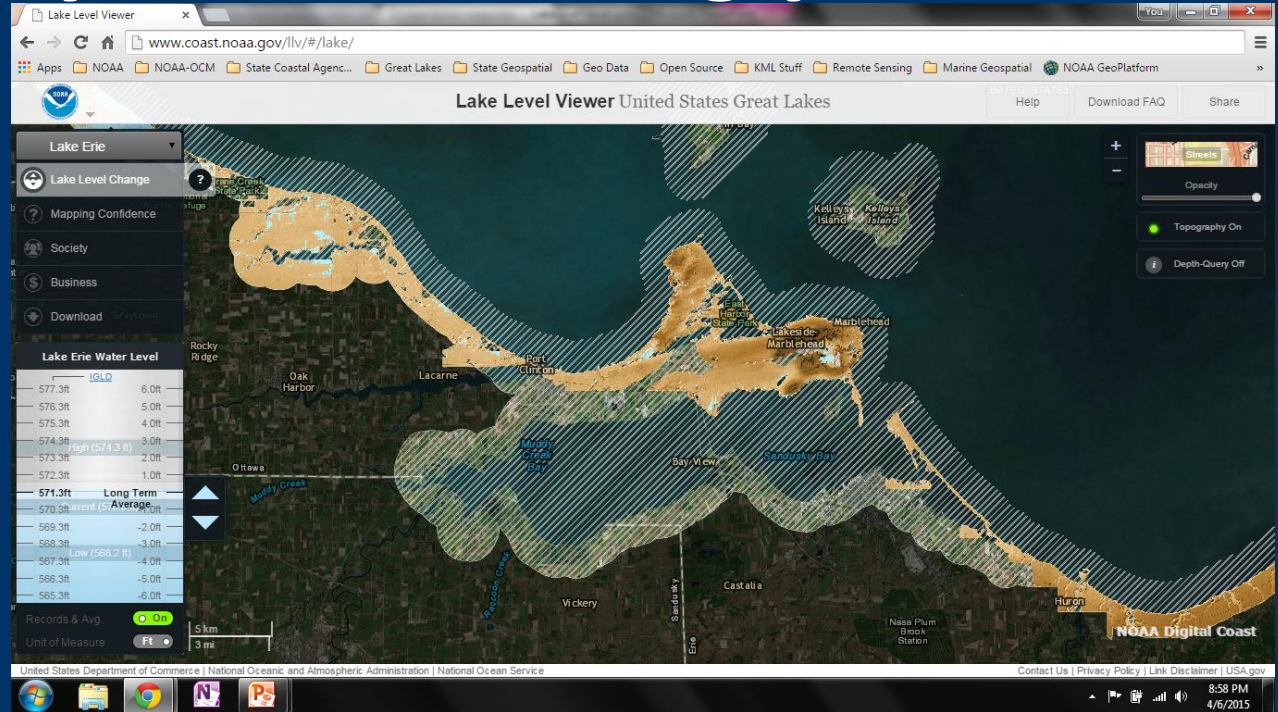 Lake Level Viewer
You
www.coast.noaa.gov/llv/#/lake/
Apps NOAA NOAA-OCM State Coastal Agenc... Great Lakes State Geospatial Geo Data Open Source KML Stuff Remote Sensing Marine Geospatial NOAA GeoPlatform »
Lake Level Viewer United States Great Lakes
Help Download FAQ Share
Lake Erie
Lake Level Change
?
Mapping Confidence
Society
Business
Download
Streets
Opacity
Topography On
Depth-Query Off
Crane Creek
State Park
Refuge
Kelleys
Island
Kelleys
Island
East
Harbor
State Park
Lakeside-
Marblehead
Marblehead
Rocky
Ridge
Oak
Harbor
Lacarne
Port
Clinton
Ottawa
Muddy Creek
Muddy
Creek
Bay
Bay View
Sandusky Bay
Raccoon Creek
Vickery
Sandusky
Erie
Castalia
Nasa Plum
Brook
Station
Huron
NOAA Digital Coast
Lake Erie Water Level
IGLD
577.3ft 6.0ft
576.3ft 5.0ft
575.3ft 4.0ft
574.3ft 3.0ft
High (574.3 ft)
573.3ft 2.0ft
572.3ft 1.0ft
571.3ft Long Term
Average
570.3ft -1.0ft
569.3ft -2.0ft
568.3ft -3.0ft
Low (568.2 ft)
567.3ft -4.0ft
566.3ft -5.0ft
565.3ft -6.0ft
Records & Avg. On
Unit of Measure Ft
5 km
3 mi
United States Department of Commerce | National Oceanic and Atmospheric Administration | National Ocean Service
Contact Us | Privacy Policy | Link Disclaimer | USA.gov
8:58 PM
4/6/2015